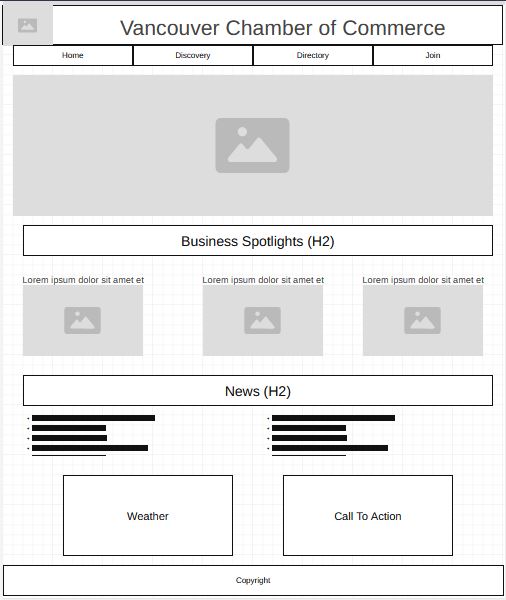 Vancouver Chamber of Commerce
Home Discovery Directory Join
Business Spotlights (H2)
Lorem ipsum dolor sit amet et Lorem ipsum dolor sit amet et Lorem ipsum dolor sit amet et
News (H2)
Weather Call To Action
Copyright